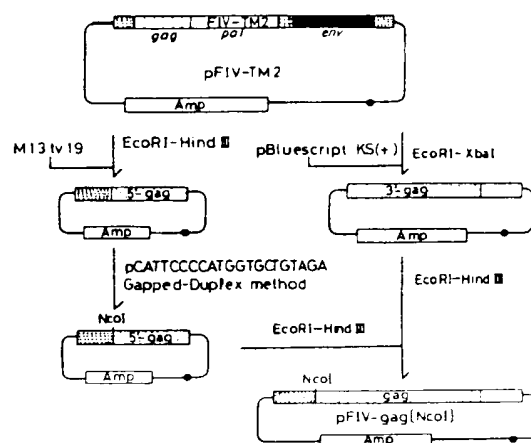 FIV-TM2
gag pol env
pFIV-TM2
Amp
M13tv19
EcoRI-Hind III
pBluescript KS(+)
EcoRI-XbaI
5'-gag
Amp
3'-gag
Amp
pCATTCCCCATGGTGCTGTAGA
Gapped-Duplex method
EcoRI-Hind III
NcoI
5'-gag
Amp
EcoRI-Hind III
NcoI
gag
pFIV-gag(NcoI)
Amp